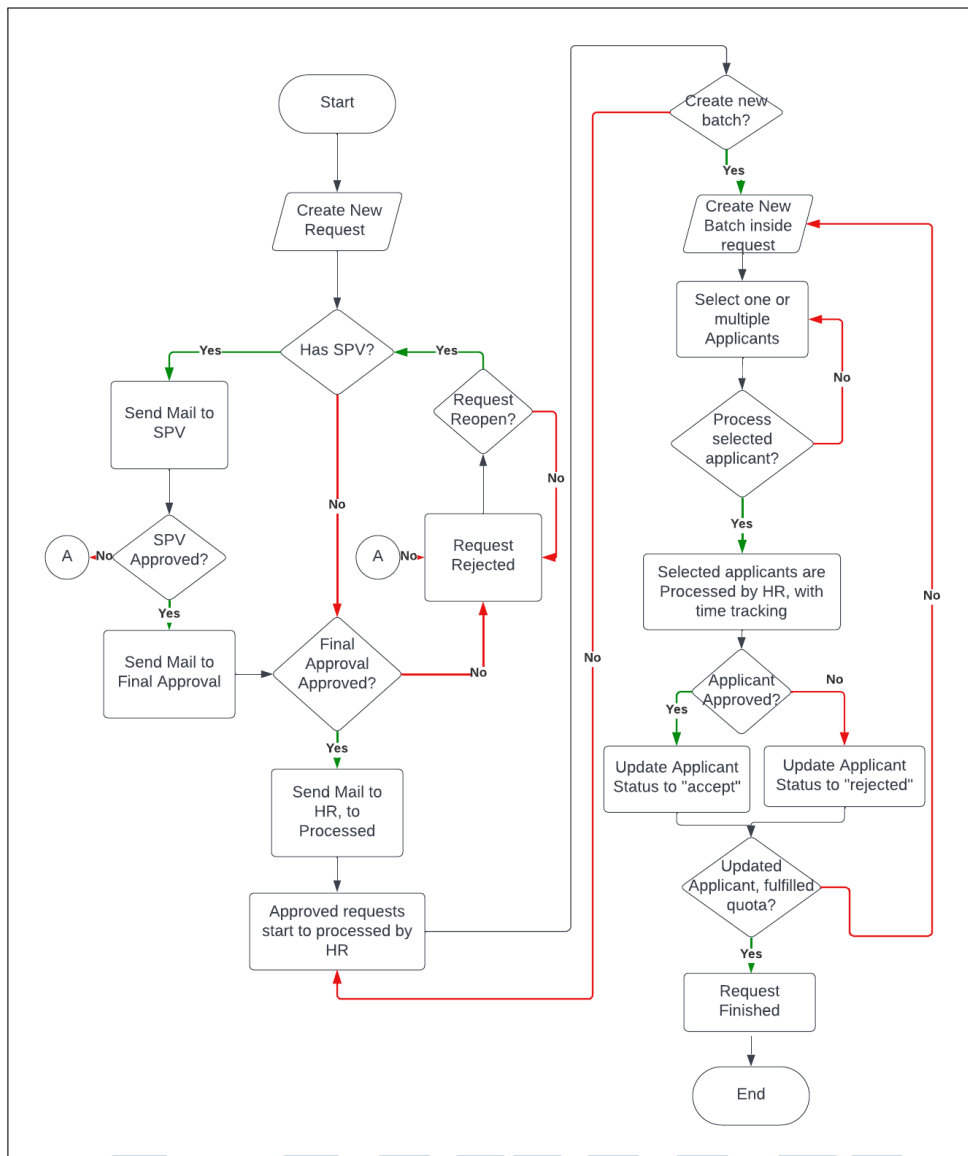 Start
Create New
Request
Has SPV?
Yes
Yes
Send Mail to
SPV
Request
Reopen?
No
No
SPV
Approved?
No
A
Yes
A
No
Request
Rejected
Send Mail to
Final Approval
Final
Approval
Approved?
No
Yes
Send Mail to
HR, to
Processed
Approved requests
start to processed by
HR
Create new
batch?
No
Yes
Create New
Batch inside
request
Select one or
multiple
Applicants
No
Process
selected
applicant?
Yes
Selected applicants are
Processed by HR, with
time tracking
Applicant
Approved?
Yes
No
Update Applicant
Status to "accept"
Update Applicant
Status to "rejected"
Updated
Applicant, fulfilled
quota?
No
Yes
Request
Finished
End